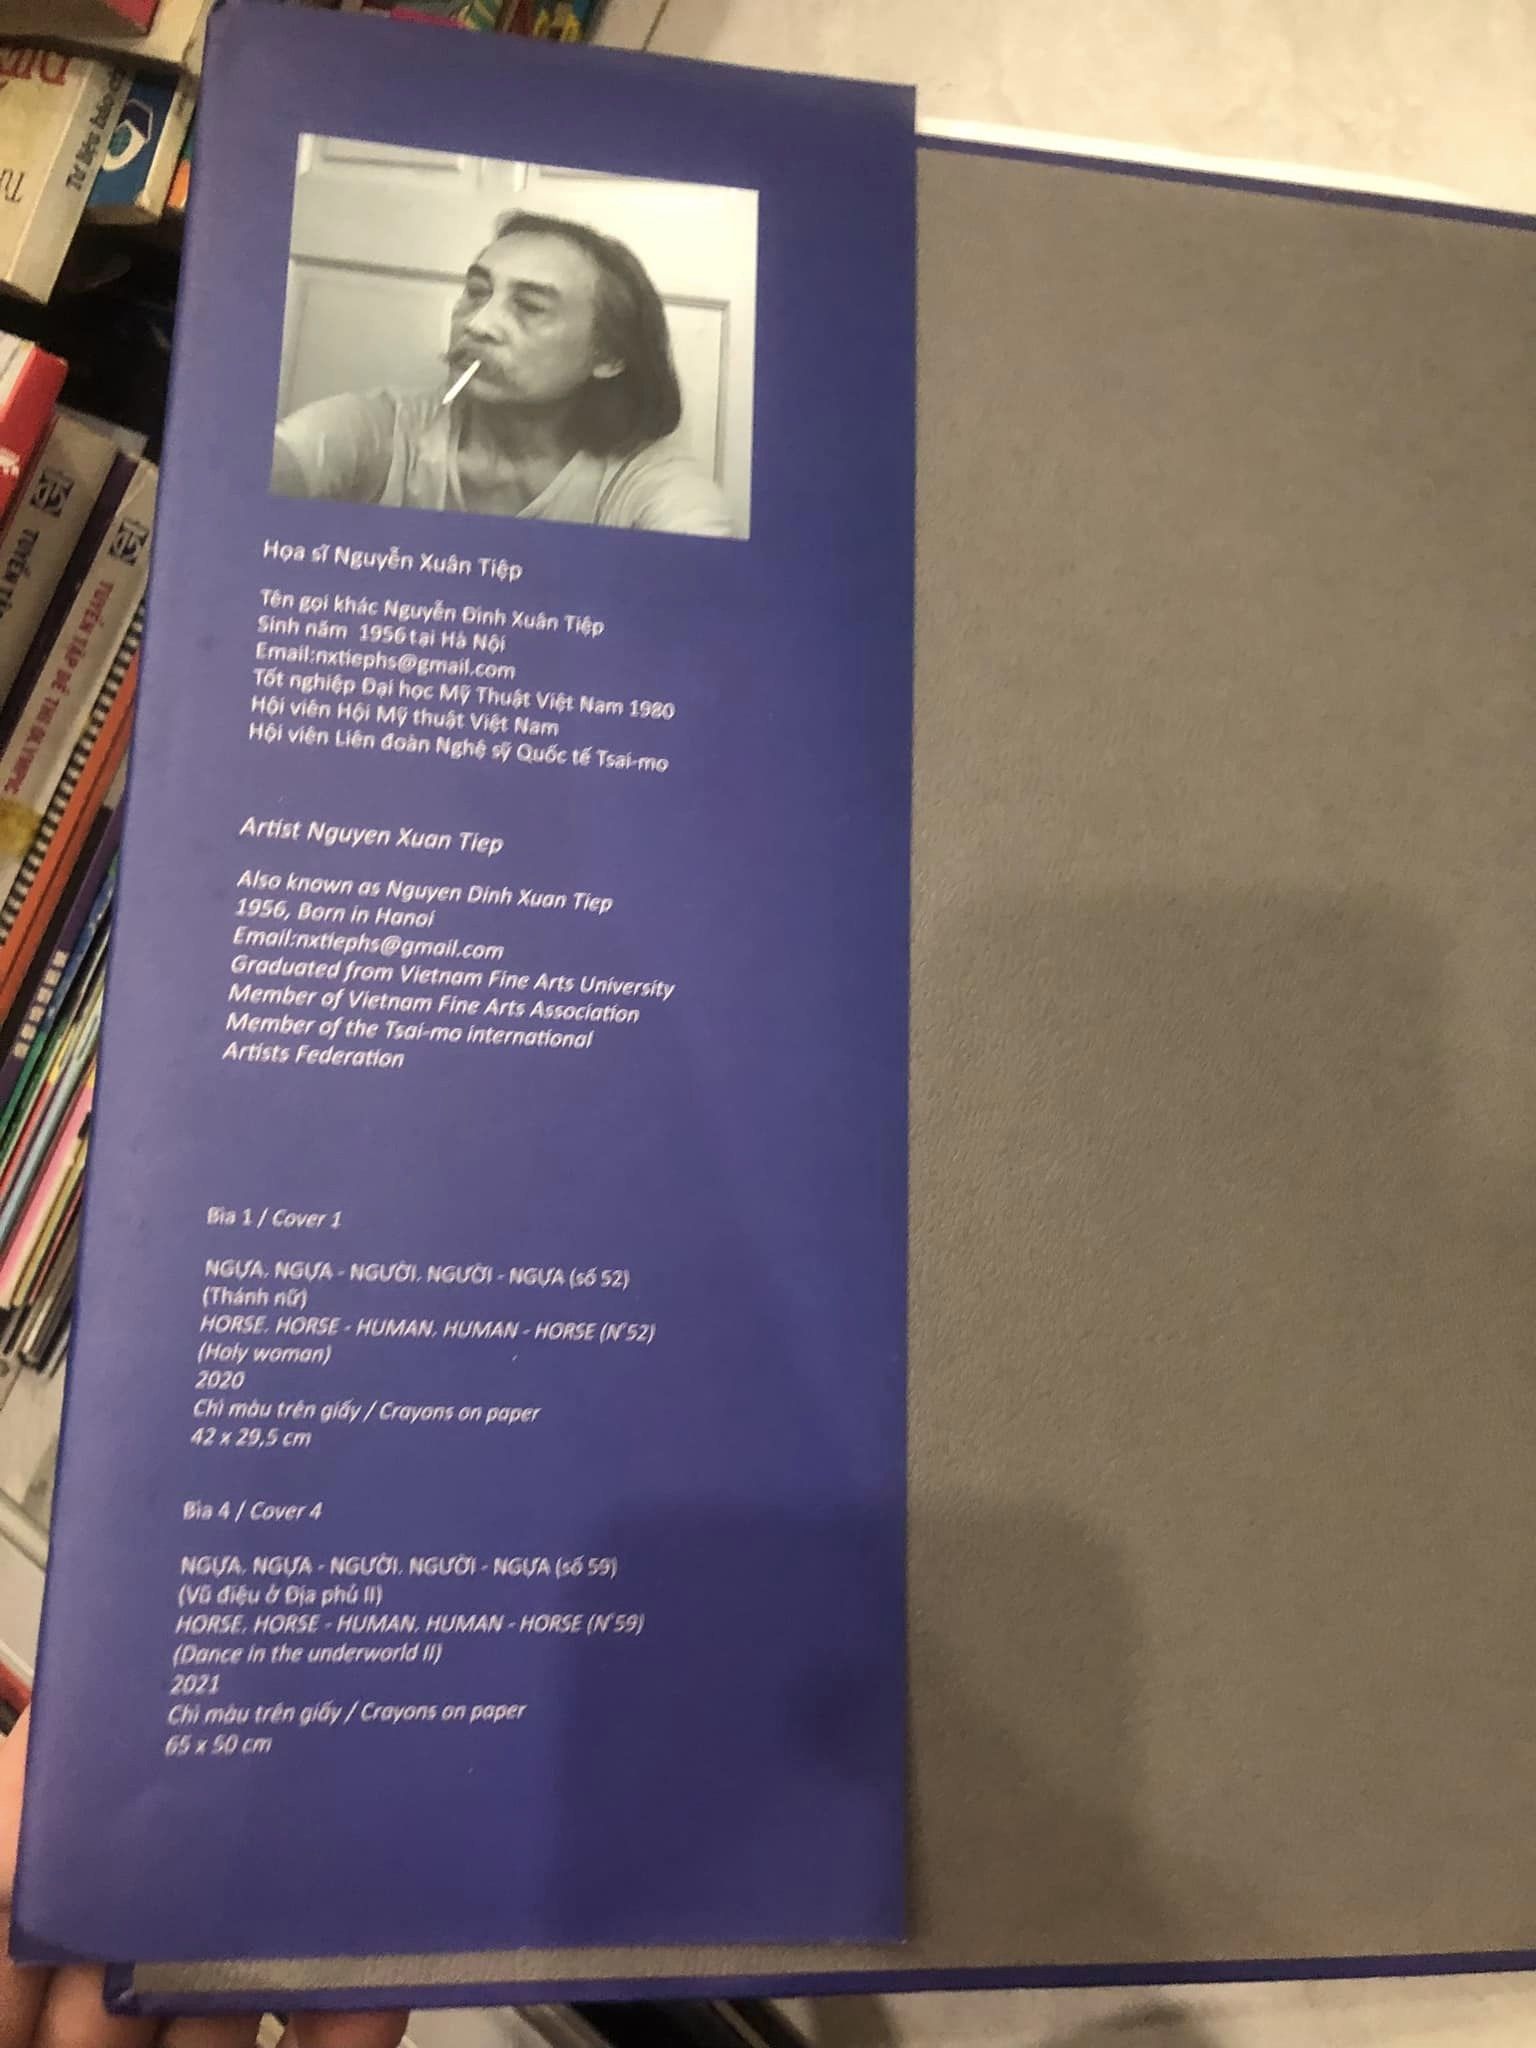 Tư liệu
TUYỂN TẬP ĐỀ THI OLYMPIC
Họa sĩ Nguyễn Xuân Tiệp
Tên gọi khác Nguyễn Đình Xuân Tiệp
Sinh năm 1956 tại Hà Nội
Email:nxtiephs@gmail.com
Tốt nghiệp Đại học Mỹ Thuật Việt Nam 1980
Hội viên Hội Mỹ thuật Việt Nam
Hội viên Liên đoàn Nghệ sỹ Quốc tế Tsai-mo
Artist Nguyen Xuan Tiep
Also known as Nguyen Dinh Xuan Tiep
1956, Born in Hanoi
Email:nxtiephs@gmail.com
Graduated from Vietnam Fine Arts University
Member of Vietnam Fine Arts Association
Member of the Tsai-mo international
Artists Federation
Bìa 1 / Cover 1
NGỰA, NGỰA - NGƯỜI, NGƯỜI - NGỰA (số 52)
(Thánh nữ)
HORSE, HORSE - HUMAN, HUMAN - HORSE (N°52)
(Holy woman)
2020
Chì màu trên giấy / Crayons on paper
42 x 29,5 cm
Bìa 4 / Cover 4
NGỰA, NGỰA - NGƯỜI, NGƯỜI - NGỰA (số 59)
(Vũ điệu ở Địa phủ II)
HORSE, HORSE - HUMAN, HUMAN - HORSE (N°59)
(Dance in the underworld II)
2021
Chì màu trên giấy / Crayons on paper
65 x 50 cm